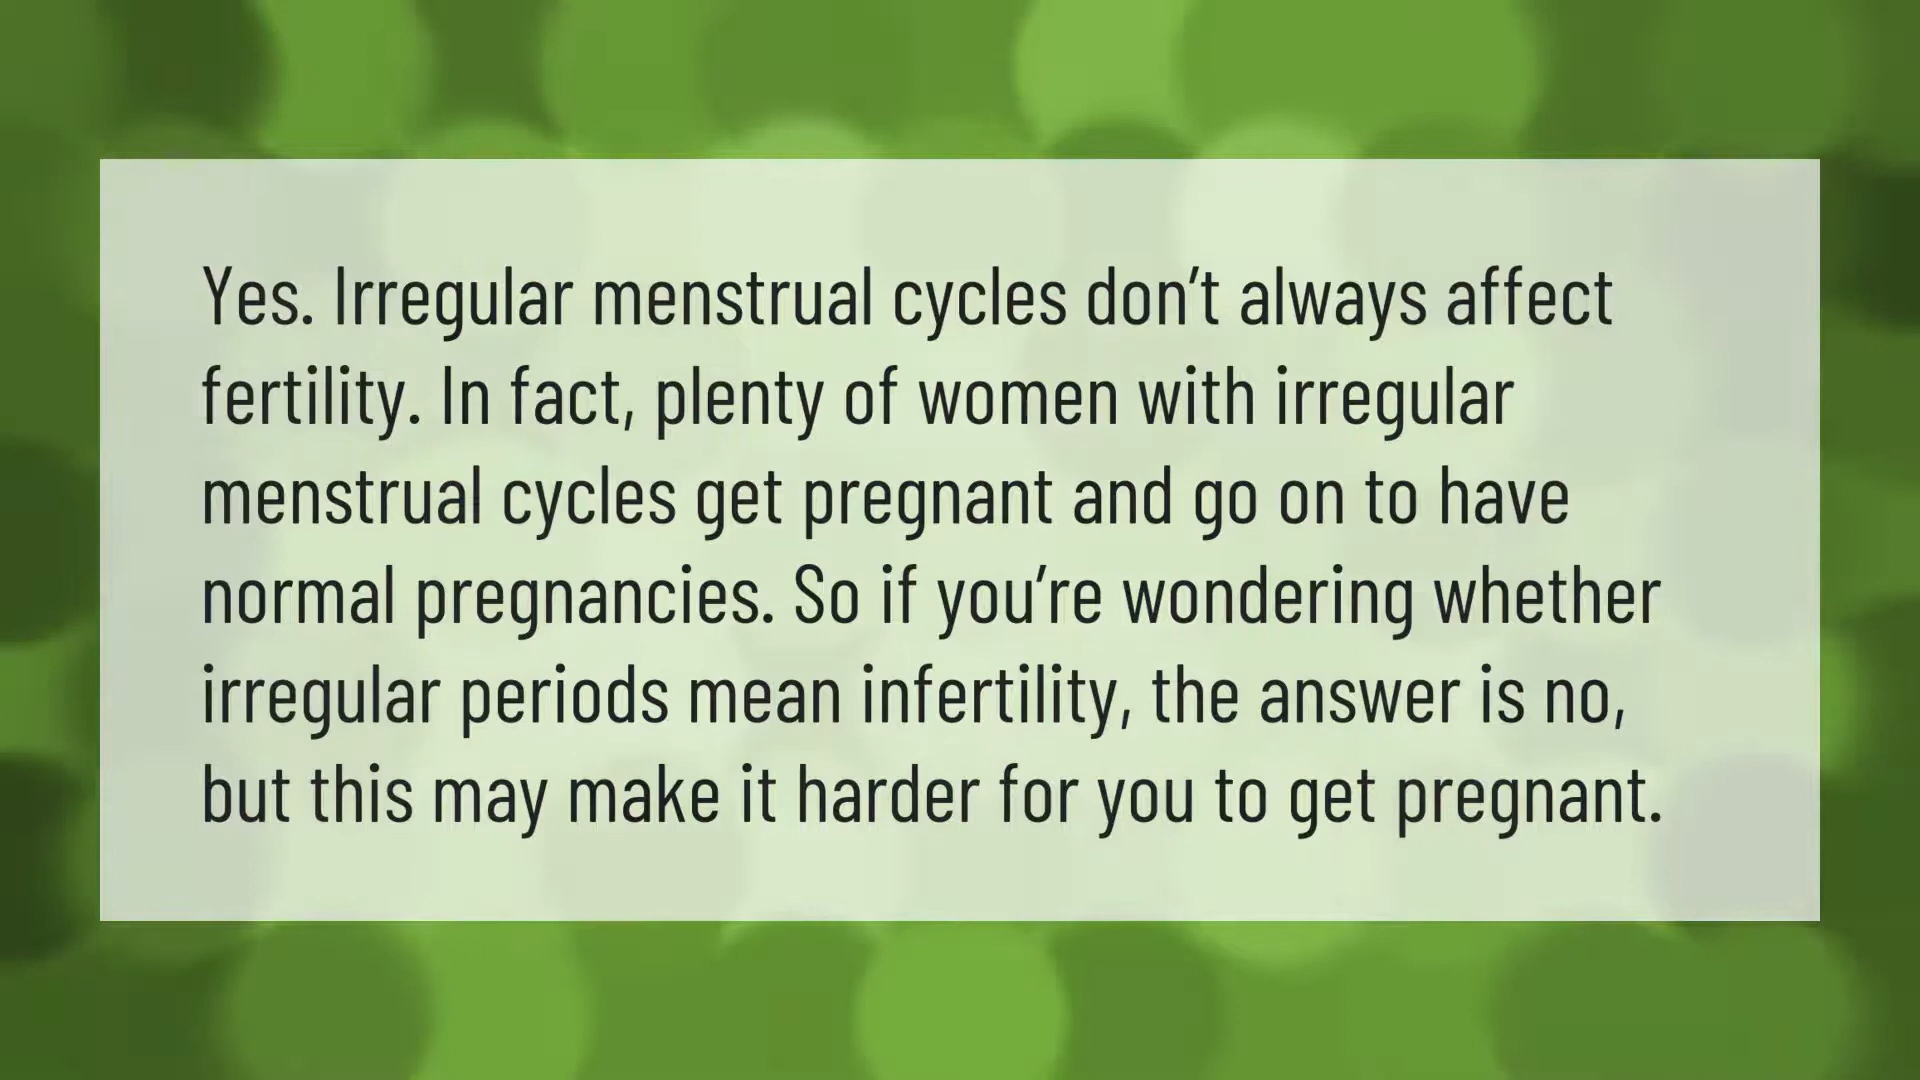 Yes. Irregular menstrual cycles don’t always affect
fertility. In fact, plenty of women with irregular
menstrual cycles get pregnant and go on to have
normal pregnancies. So if you’re wondering whether
irregular periods mean infertility, the answer is no,
but this may make it harder for you to get pregnant.